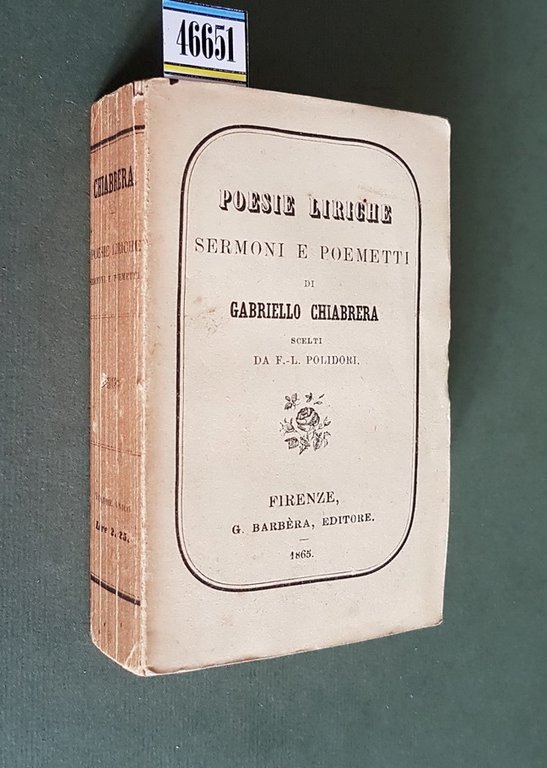 46651
POESIE LIRICHE
SERMONI E POEMETTI
DI
GABRIELLO CHIABRERA
SCELTI
DA F.-L. POLIDORI.
FIRENZE,
G. BARBÈRA, EDITORE.
1865.
CHIABRERA
POESIE LIRICHE
SERMONI E POEMETTI
Lire 2. 25.